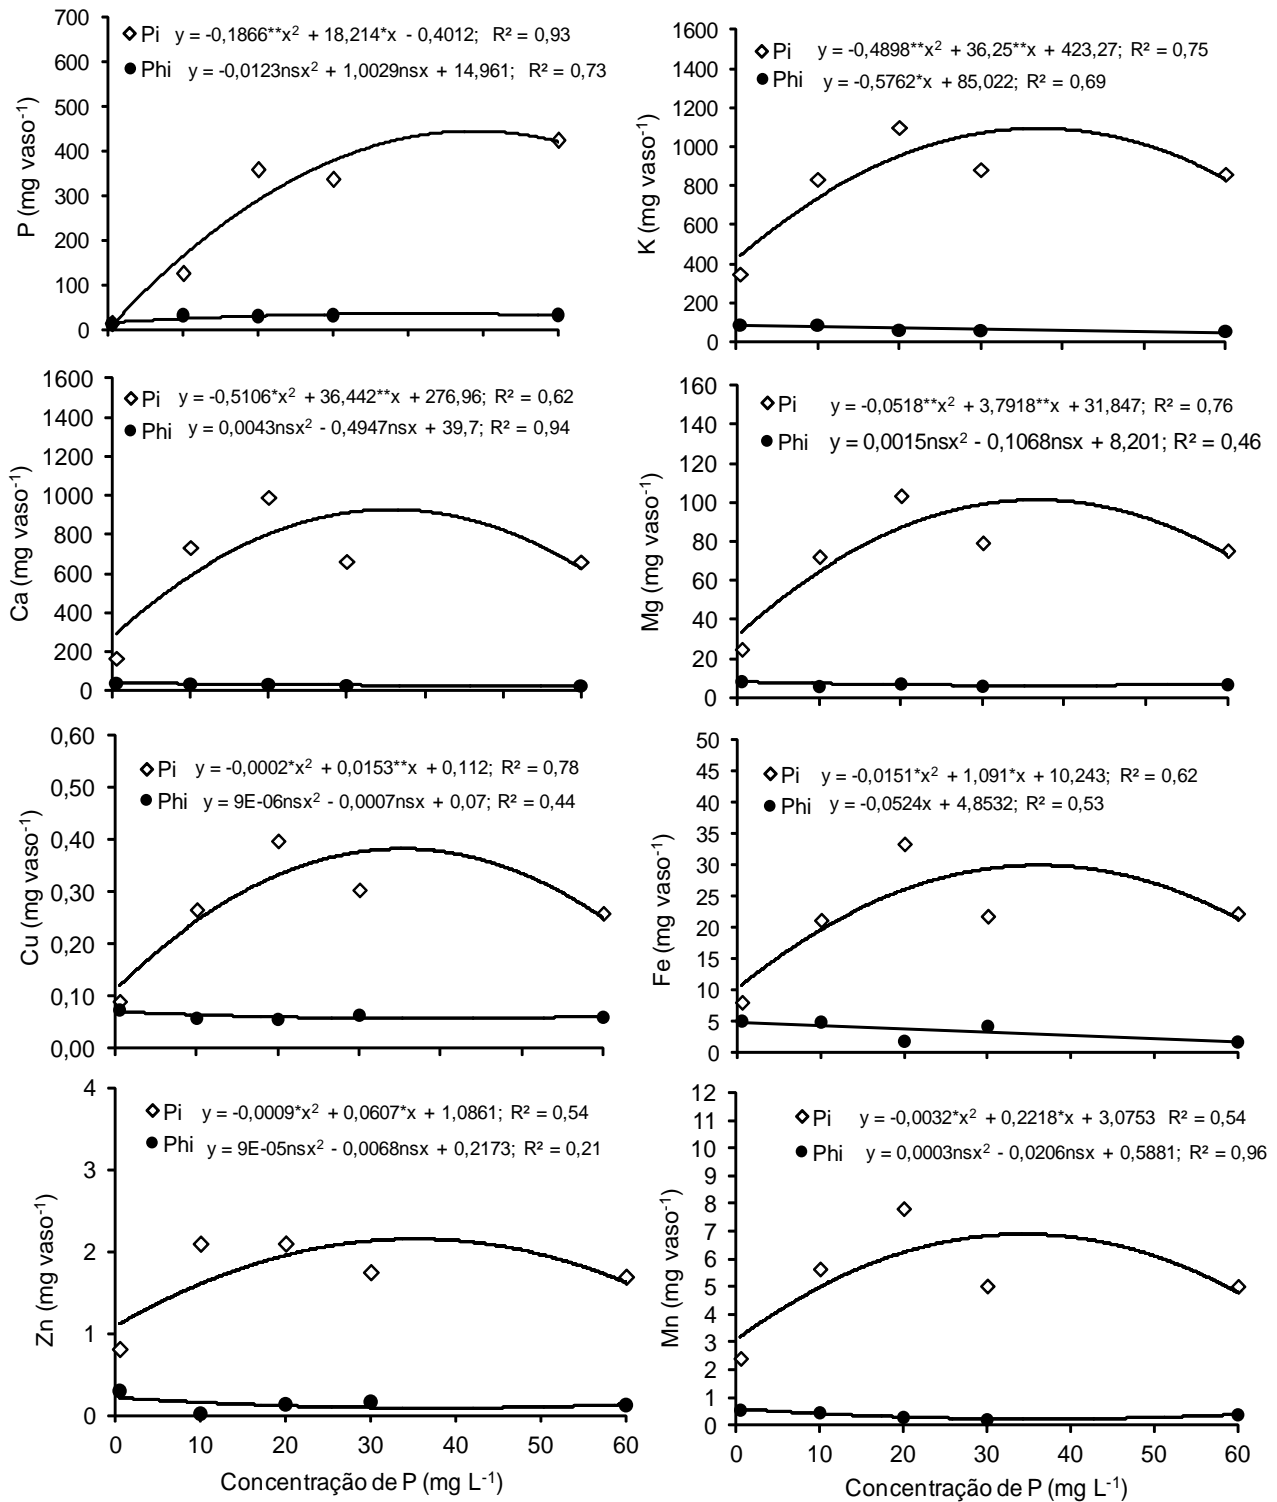 Pi y = -0,1866**x² + 18,214*x - 0,4012; R² = 0,93
Phi y = -0,0123nsx² + 1,0029nsx + 14,961; R² = 0,73
700
600
500
400
300
200
100
0
P (mg vaso⁻¹)
Pi y = -0,4898**x² + 36,25**x + 423,27; R² = 0,75
Phi y = -0,5762*x + 85,022; R² = 0,69
1600
1400
1200
1000
800
600
400
200
0
K (mg vaso⁻¹)
Pi y = -0,5106*x² + 36,442**x + 276,96; R² = 0,62
Phi y = 0,0043nsx² - 0,4947nsx + 39,7; R² = 0,94
1600
1400
1200
1000
800
600
400
200
0
Ca (mg vaso⁻¹)
Pi y = -0,0518**x² + 3,7918**x + 31,847; R² = 0,76
Phi y = 0,0015nsx² - 0,1068nsx + 8,201; R² = 0,46
160
140
120
100
80
60
40
20
0
Mg (mg vaso⁻¹)
Pi y = -0,0002*x² + 0,0153**x + 0,112; R² = 0,78
Phi y = 9E-06nsx² - 0,0007nsx + 0,07; R² = 0,44
0,60
0,50
0,40
0,30
0,20
0,10
0,00
Cu (mg vaso⁻¹)
Pi y = -0,0151*x² + 1,091*x + 10,243; R² = 0,62
Phi y = -0,0524x + 4,8532; R² = 0,53
50
45
40
35
30
25
20
15
10
5
0
Fe (mg vaso⁻¹)
Pi y = -0,0009*x² + 0,0607*x + 1,0861; R² = 0,54
Phi y = 9E-05nsx² - 0,0068nsx + 0,2173; R² = 0,21
4
3
2
1
0
Zn (mg vaso⁻¹)
0 10 20 30 40 50 60
Concentração de P (mg L⁻¹)
Pi y = -0,0032*x² + 0,2218*x + 3,0753 R² = 0,54
Phi y = 0,0003nsx² - 0,0206nsx + 0,5881; R² = 0,96
12
11
10
9
8
7
6
5
4
3
2
1
0
Mn (mg vaso⁻¹)
0 10 20 30 40 50 60
Concentração de P (mg L⁻¹)